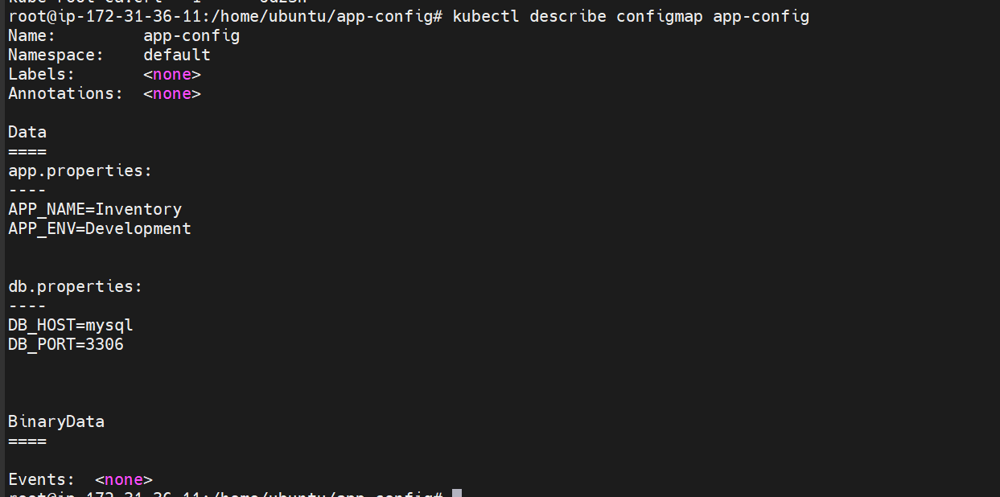 root@ip-172-31-36-11:/home/ubuntu/app-config# kubectl describe configmap app-config
Name:         app-config
Namespace:    default
Labels:       <none>
Annotations:  <none>
Data
====
app.properties:
----
APP_NAME=Inventory
APP_ENV=Development
db.properties:
----
DB_HOST=mysql
DB_PORT=3306
BinaryData
====
Events:  <none>
root@ip-172-31-36-11:/home/ubuntu/app-config#